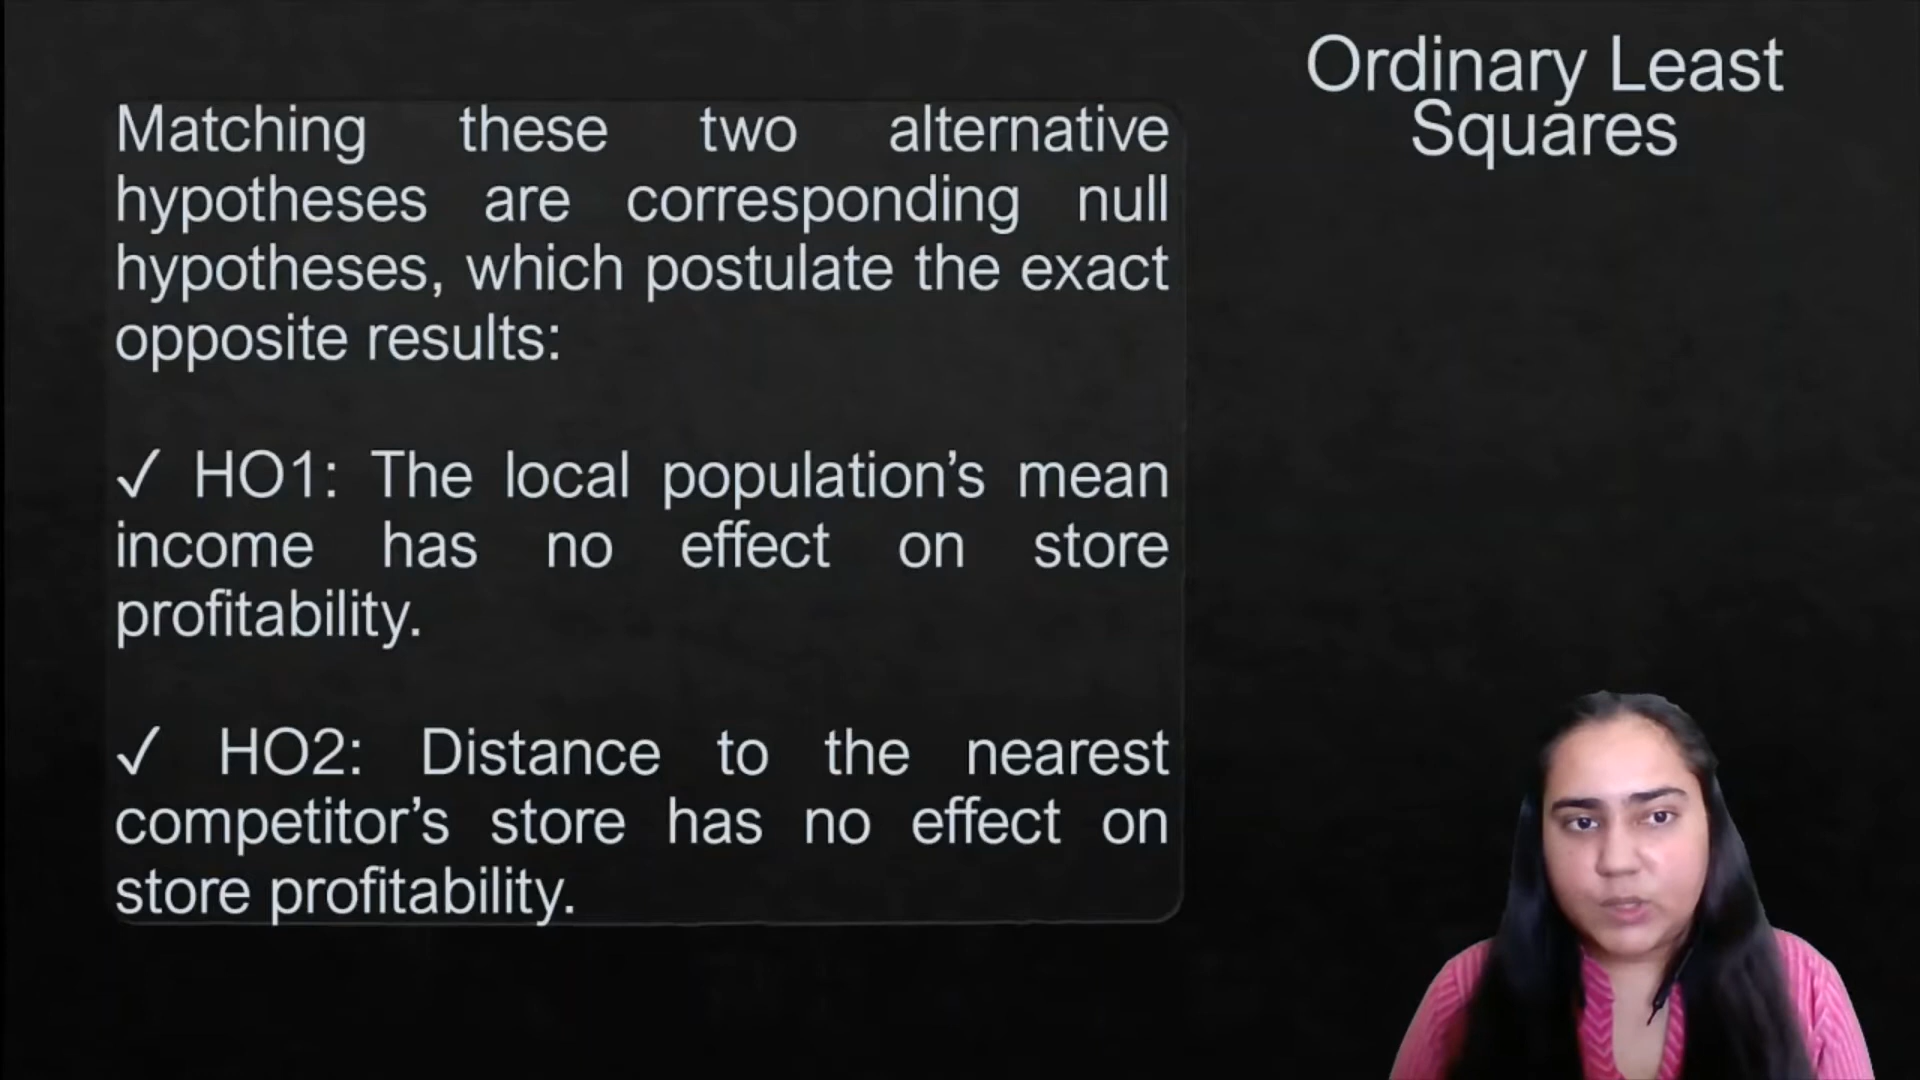 Ordinary Least
Squares
Matching these two alternative
hypotheses are corresponding null
hypotheses, which postulate the exact
opposite results:
✓ HO1: The local population’s mean
income has no effect on store
profitability.
✓ HO2: Distance to the nearest
competitor’s store has no effect on
store profitability.